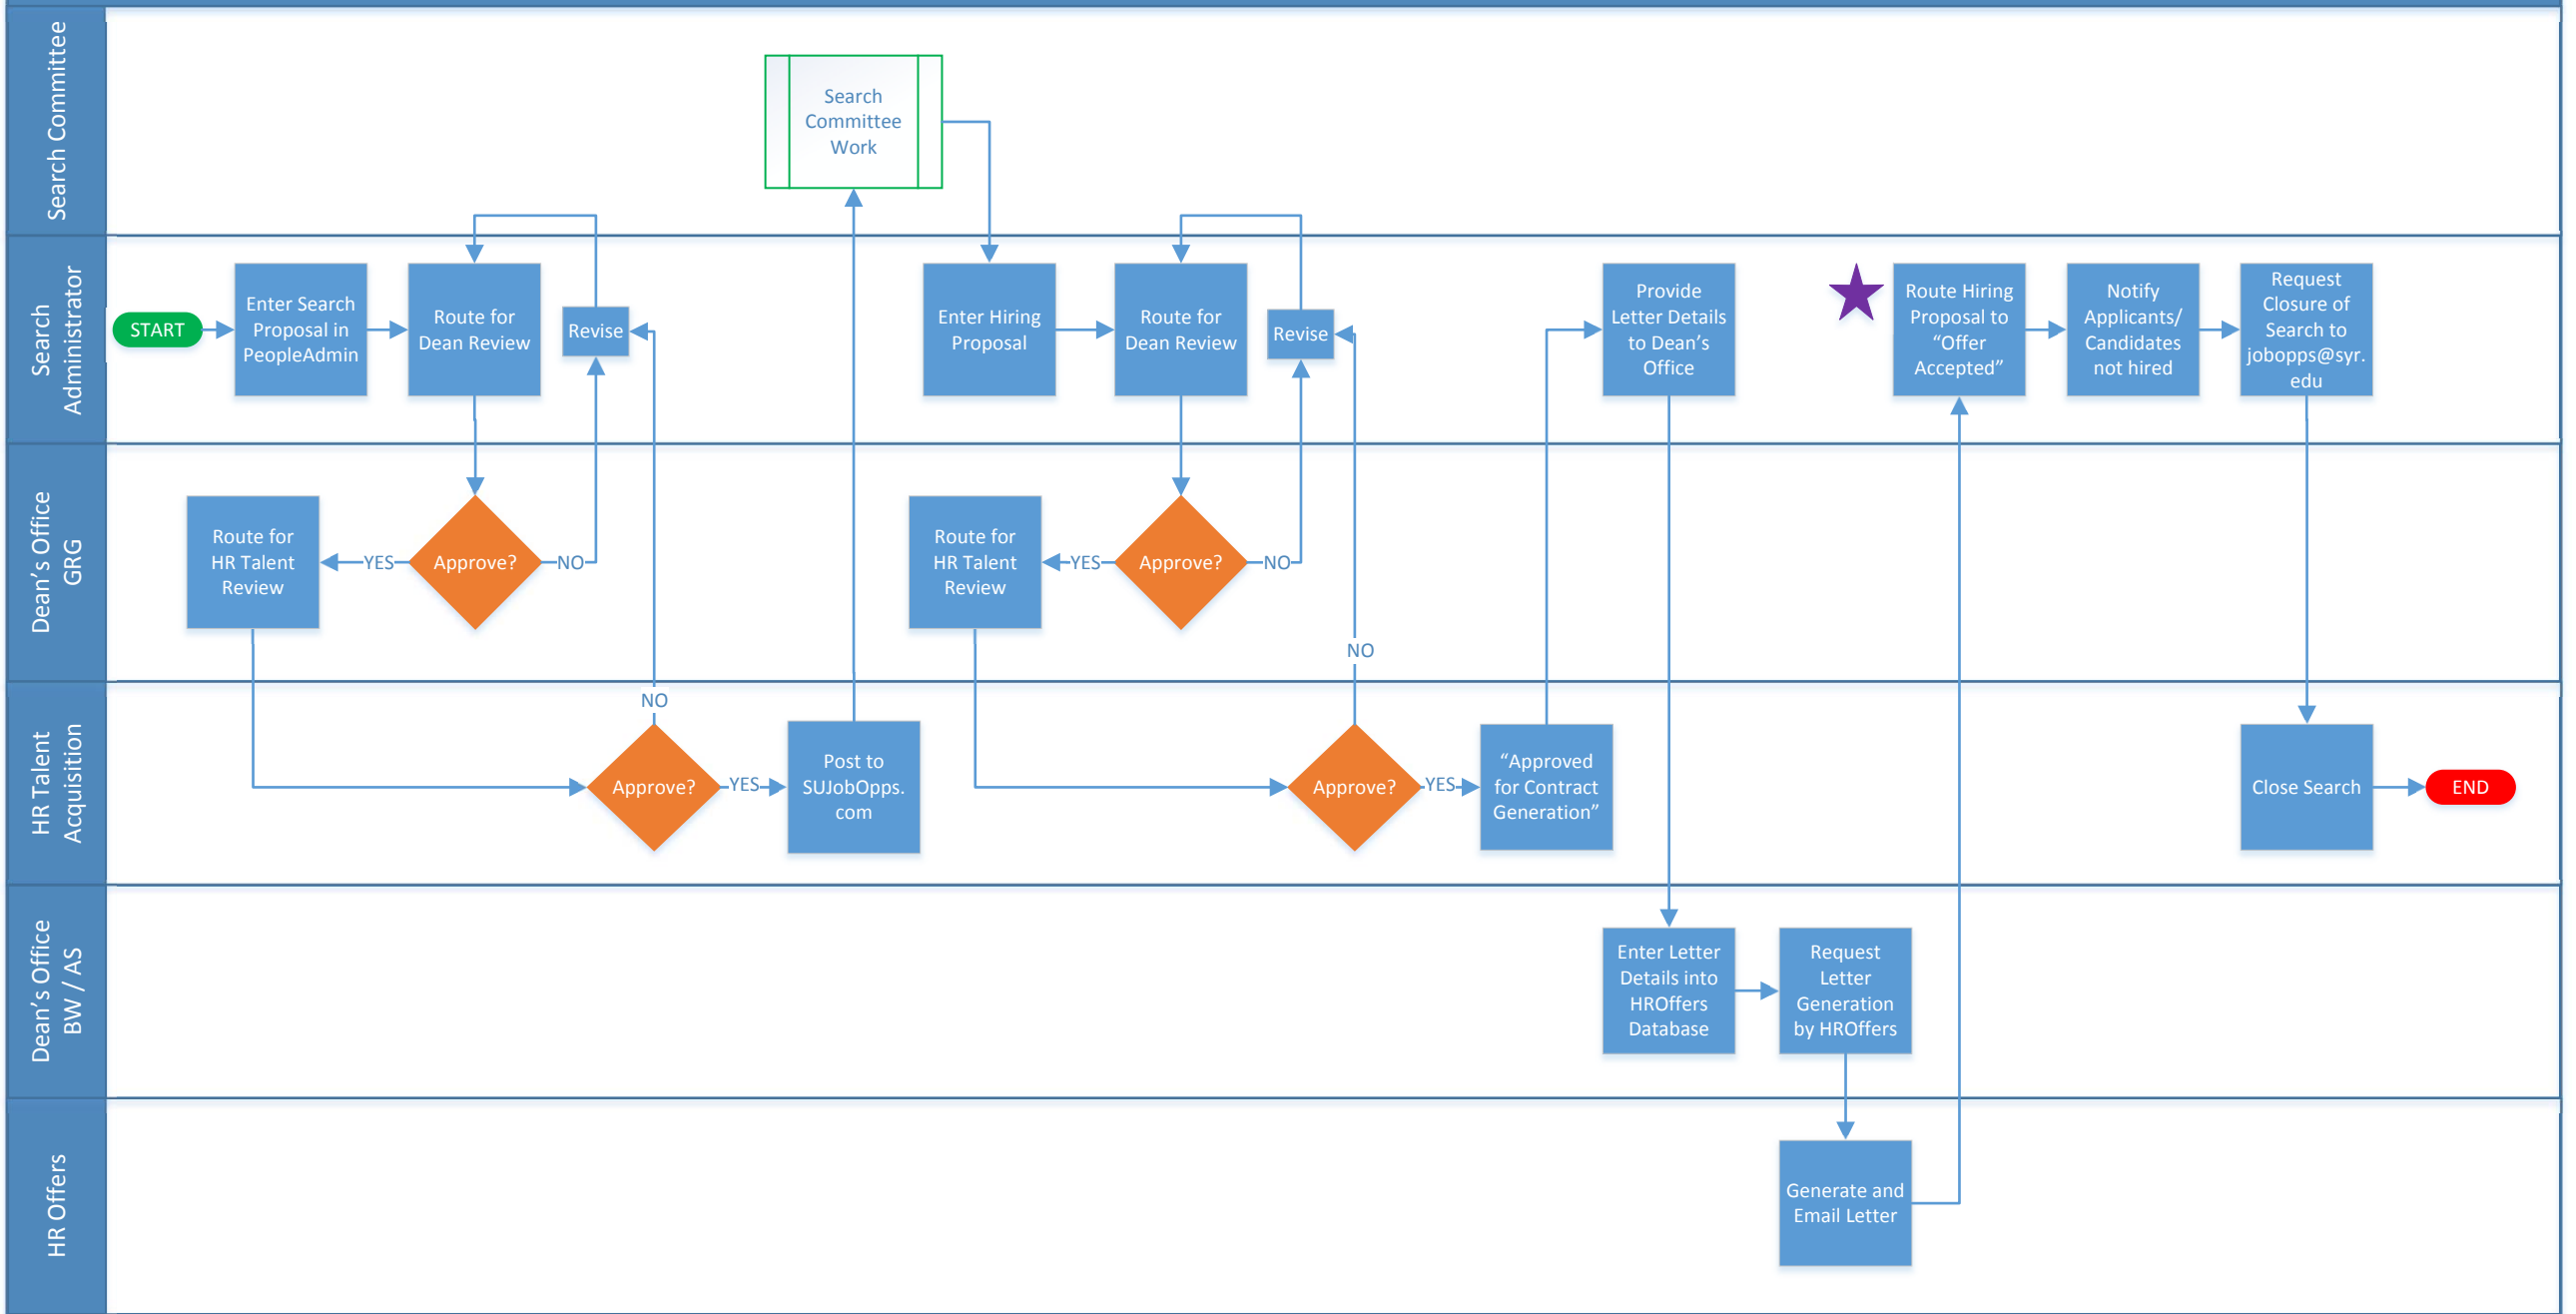 Search Committee
Search
Committee
Work
Search
Administrator
START
Enter Search
Proposal in
PeopleAdmin
Route for
Dean Review
Revise
Enter Hiring
Proposal
Route for
Dean Review
Revise
Provide
Letter Details
to Dean’s
Office
Route Hiring
Proposal to
“Offer
Accepted”
Notify
Applicants/
Candidates
not hired
Request
Closure of
Search to
jobopps@syr.
edu
Dean’s Office
GRG
Route for
HR Talent
Review
YES
Approve?
NO
Route for
HR Talent
Review
YES
Approve?
NO
NO
HR Talent
Acquisition
NO
Approve?
YES
Post to
SUJobOpps.
com
Approve?
YES
“Approved
for Contract
Generation”
Close Search
END
Dean’s Office
BW / AS
Enter Letter
Details into
HROffers
Database
Request
Letter
Generation
by HROffers
HR Offers
Generate and
Email Letter